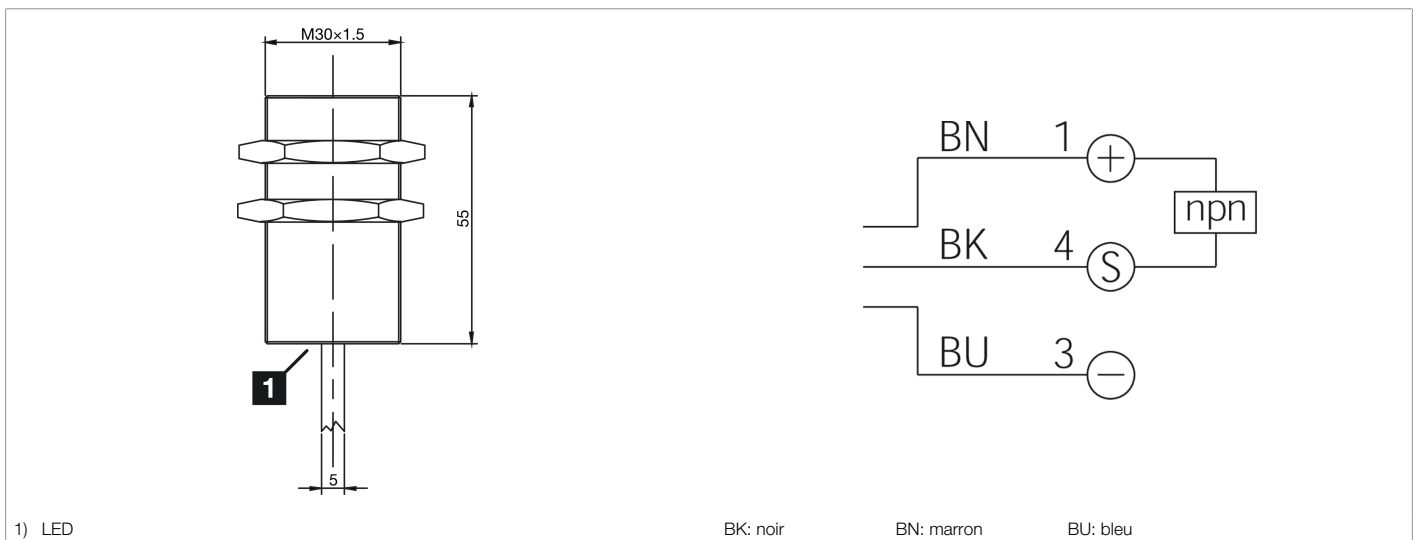 M30×1.5
55
1
5
BN 1 +
npn
BK 4 S
BU 3 −
1) LED
BK: noir BN: marron BU: bleu